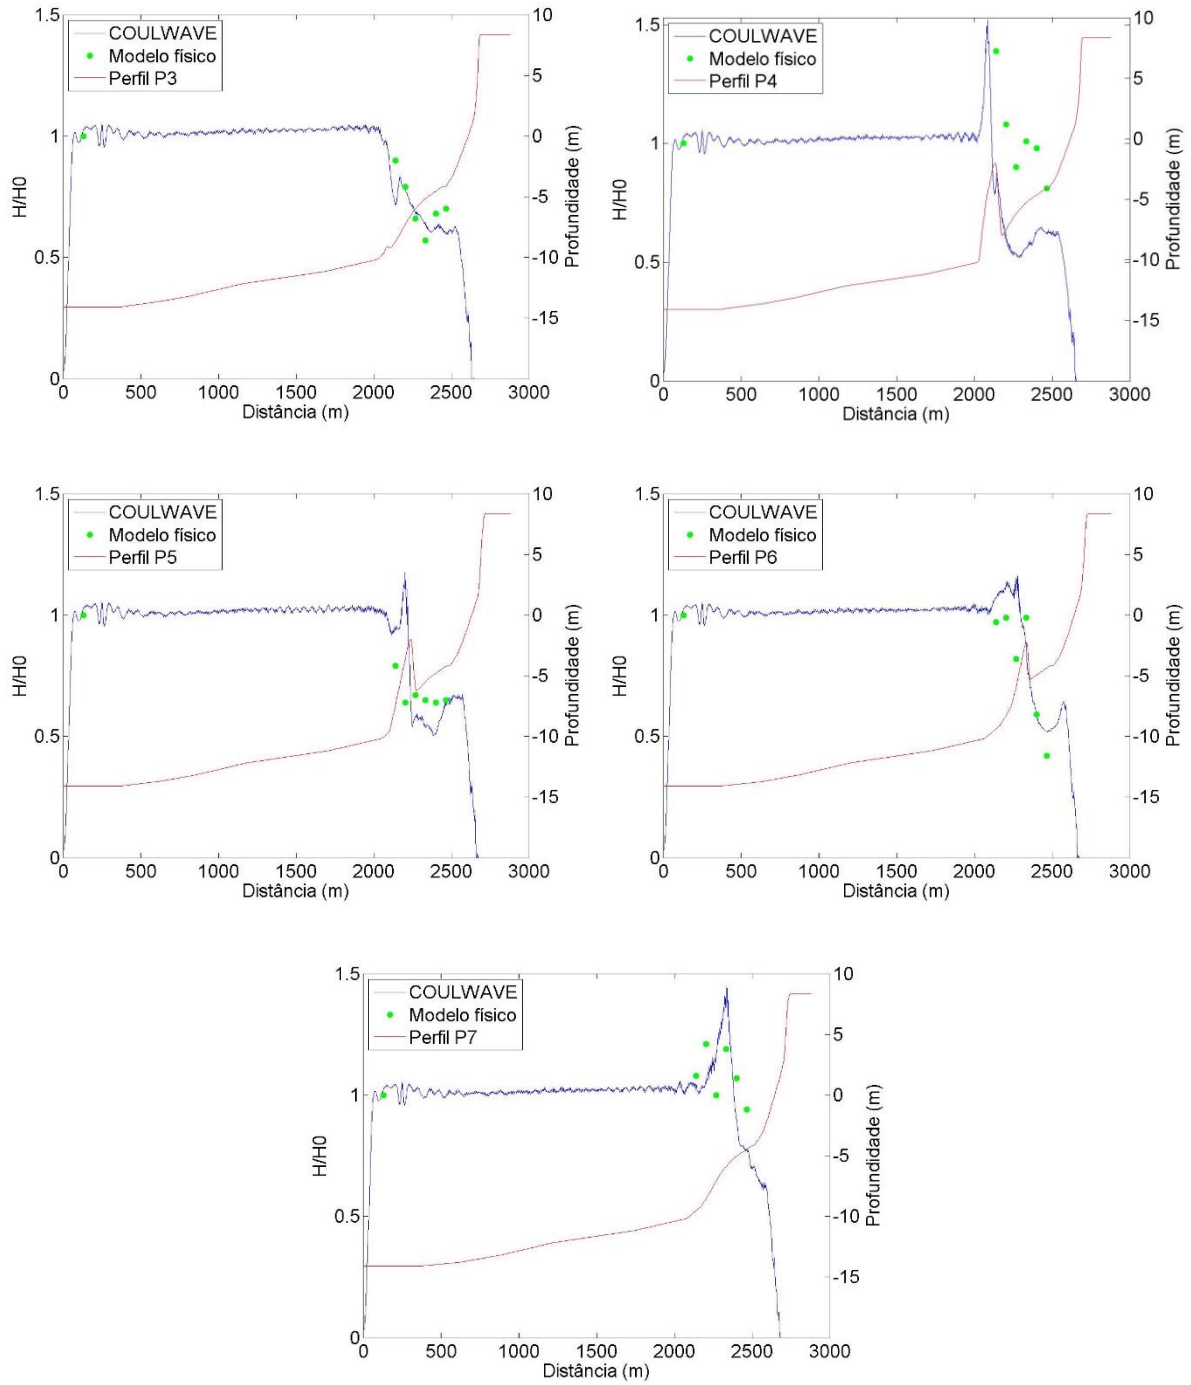 COULWAVE
Modelo físico
Perfil P3
H/H0
1.5
1
0.5
0
10
5
0
-5
-10
-15
Profundidade (m)
0 500 1000 1500 2000 2500 3000
Distância (m)
COULWAVE
Modelo físico
Perfil P4
H/H0
1.5
1
0.5
0
10
5
0
-5
-10
-15
Profundidade (m)
0 500 1000 1500 2000 2500 3000
Distância (m)
COULWAVE
Modelo físico
Perfil P5
H/H0
1.5
1
0.5
0
10
5
0
-5
-10
-15
Profundidade (m)
0 500 1000 1500 2000 2500 3000
Distância (m)
COULWAVE
Modelo físico
Perfil P6
H/H0
1.5
1
0.5
0
10
5
0
-5
-10
-15
Profundidade (m)
0 500 1000 1500 2000 2500 3000
Distância (m)
COULWAVE
Modelo físico
Perfil P7
H/H0
1.5
1
0.5
0
10
5
0
-5
-10
-15
Profundidade (m)
0 500 1000 1500 2000 2500 3000
Distância (m)